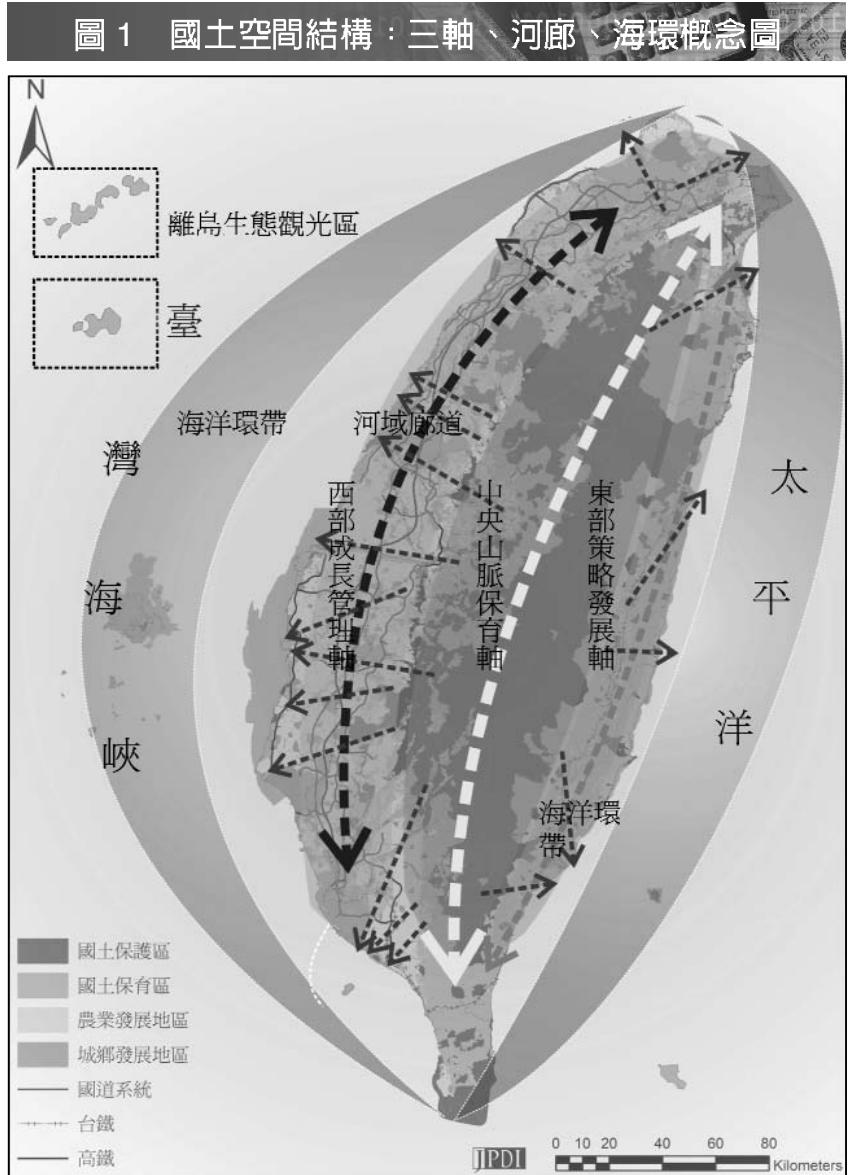 圖 1 國土空間結構：三軸、河廊、海環概念圖
N
離島生態觀光區
臺
灣
海
峽
海洋環帶
河域廊道
西部成長管理軸
中央山脈保育軸
東部策略發展軸
太
平
洋
海洋環
帶
國土保護區
國土保育區
農業發展地區
城鄉發展地區
國道系統
台鐵
高鐵
JPDI
0 10 20 40 60 80
Kilometers